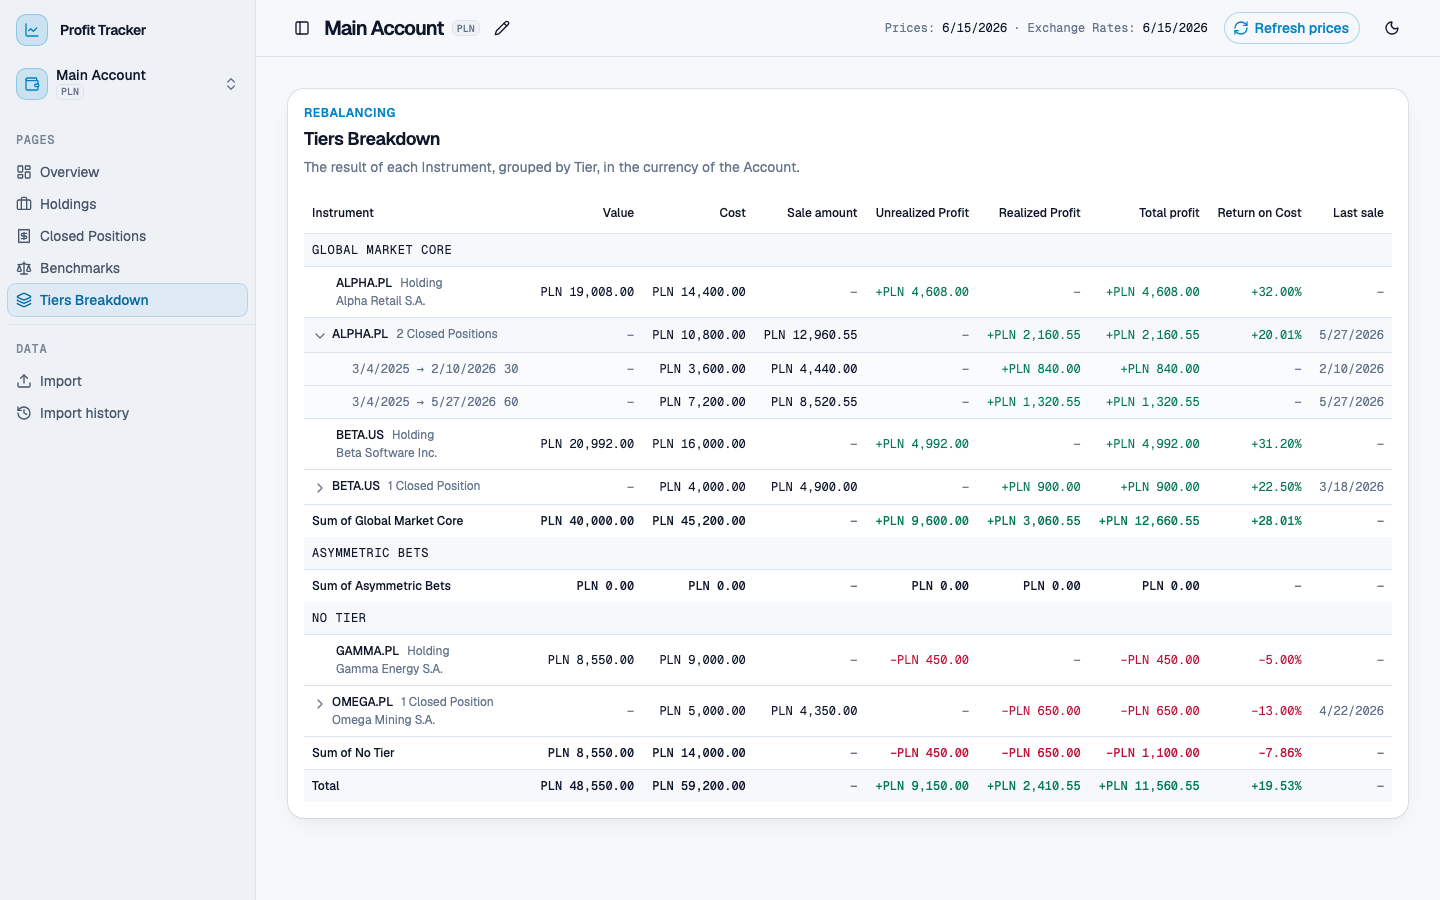 Profit Tracker
Main Account
PLN
PAGES
Overview
Holdings
Closed Positions
Benchmarks
Tiers Breakdown
DATA
Import
Import history
Main Account PLN
Prices: 6/15/2026 · Exchange Rates: 6/15/2026
Refresh prices
REBALANCING
Tiers Breakdown
The result of each Instrument, grouped by Tier, in the currency of the Account.
Instrument Value Cost Sale amount Unrealized Profit Realized Profit Total profit Return on Cost Last sale
GLOBAL MARKET CORE
ALPHA.PL Holding
Alpha Retail S.A.
PLN 19,008.00 PLN 14,400.00 — +PLN 4,608.00 — +PLN 4,608.00 +32.00% —
ALPHA.PL 2 Closed Positions — PLN 10,800.00 PLN 12,960.55 — +PLN 2,160.55 +PLN 2,160.55 +20.01% 5/27/2026
3/4/2025 → 2/10/2026 30 — PLN 3,600.00 PLN 4,440.00 — +PLN 840.00 +PLN 840.00 — 2/10/2026
3/4/2025 → 5/27/2026 60 — PLN 7,200.00 PLN 8,520.55 — +PLN 1,320.55 +PLN 1,320.55 — 5/27/2026
BETA.US Holding
Beta Software Inc.
PLN 20,992.00 PLN 16,000.00 — +PLN 4,992.00 — +PLN 4,992.00 +31.20% —
BETA.US 1 Closed Position — PLN 4,000.00 PLN 4,900.00 — +PLN 900.00 +PLN 900.00 +22.50% 3/18/2026
Sum of Global Market Core PLN 40,000.00 PLN 45,200.00 — +PLN 9,600.00 +PLN 3,060.55 +PLN 12,660.55 +28.01% —
ASYMMETRIC BETS
Sum of Asymmetric Bets PLN 0.00 PLN 0.00 — PLN 0.00 PLN 0.00 PLN 0.00 — —
NO TIER
GAMMA.PL Holding
Gamma Energy S.A.
PLN 8,550.00 PLN 9,000.00 — −PLN 450.00 — −PLN 450.00 −5.00% —
OMEGA.PL 1 Closed Position
Omega Mining S.A.
— PLN 5,000.00 PLN 4,350.00 — −PLN 650.00 −PLN 650.00 −13.00% 4/22/2026
Sum of No Tier PLN 8,550.00 PLN 14,000.00 — −PLN 450.00 −PLN 650.00 −PLN 1,100.00 −7.86% —
Total PLN 48,550.00 PLN 59,200.00 — +PLN 9,150.00 +PLN 2,410.55 +PLN 11,560.55 +19.53% —